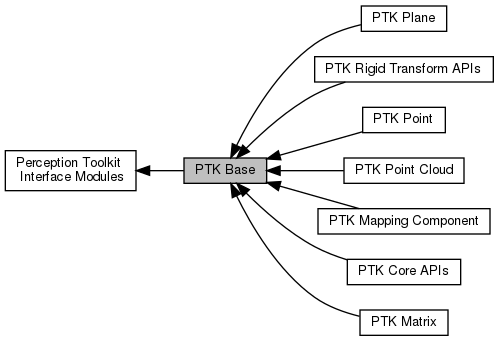 Perception Toolkit
Interface Modules
PTK Base
PTK Plane
PTK Rigid Transform APIs
PTK Point
PTK Point Cloud
PTK Mapping Component
PTK Core APIs
PTK Matrix